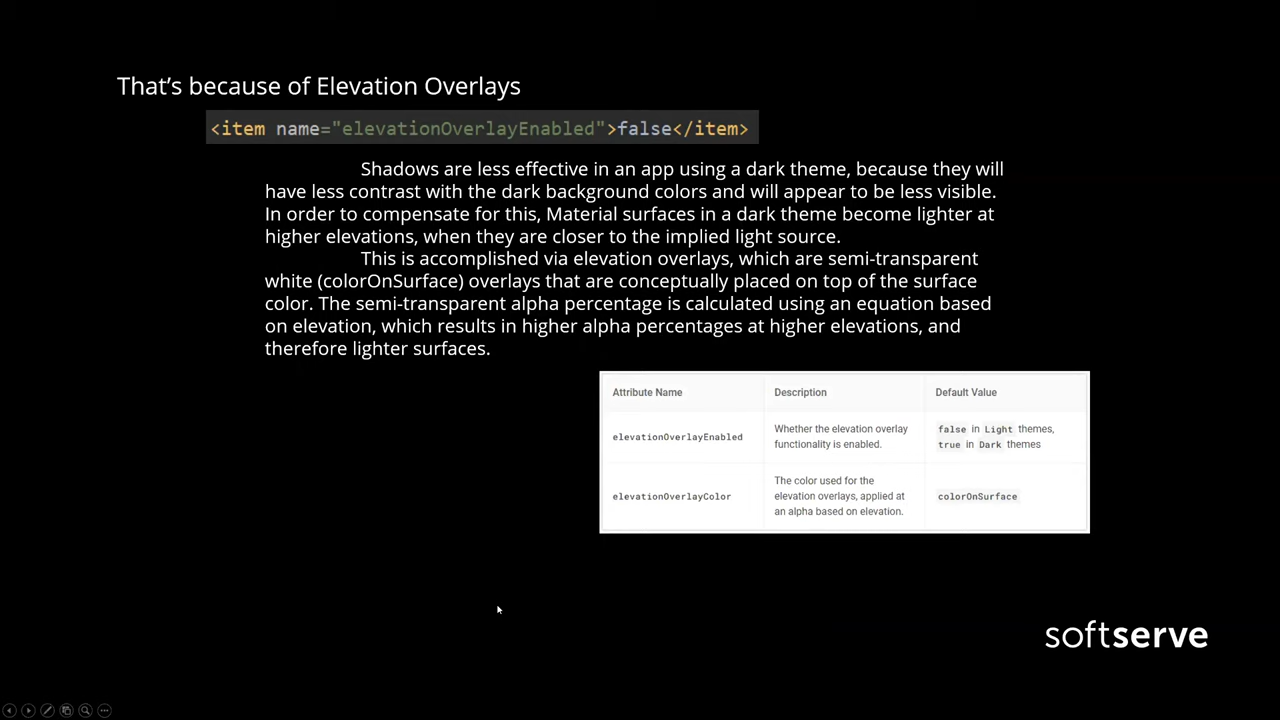 That's because of Elevation Overlays
<item name="elevationOverlayEnabled">false</item>
Shadows are less effective in an app using a dark theme, because they will
have less contrast with the dark background colors and will appear to be less visible.
In order to compensate for this, Material surfaces in a dark theme become lighter at
higher elevations, when they are closer to the implied light source.
This is accomplished via elevation overlays, which are semi-transparent
white (colorOnSurface) overlays that are conceptually placed on top of the surface
color. The semi-transparent alpha percentage is calculated using an equation based
on elevation, which results in higher alpha percentages at higher elevations, and
therefore lighter surfaces.
Attribute Name Description Default Value
elevationOverlayEnabled
Whether the elevation overlay
functionality is enabled.
false in Light themes,
true in Dark themes
elevationOverlayColor
The color used for the
elevation overlays, applied at
an alpha based on elevation.
colorOnSurface
softserve